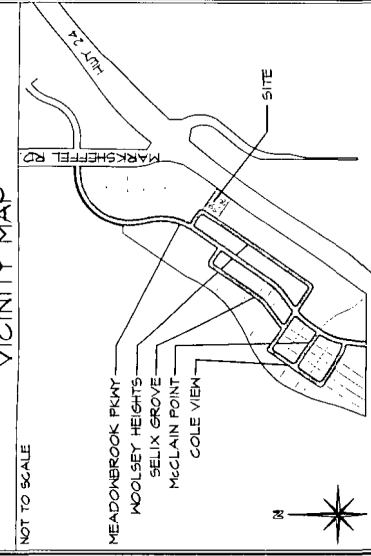 VICINITY MAP
NOT TO SCALE
HWY 24
MARKSHEFFEL RD.
SITE
MEADOWBROOK PKWY
WOOLSEY HEIGHTS
SELIX GROVE
McCLAIN POINT
COLE VIEW
N